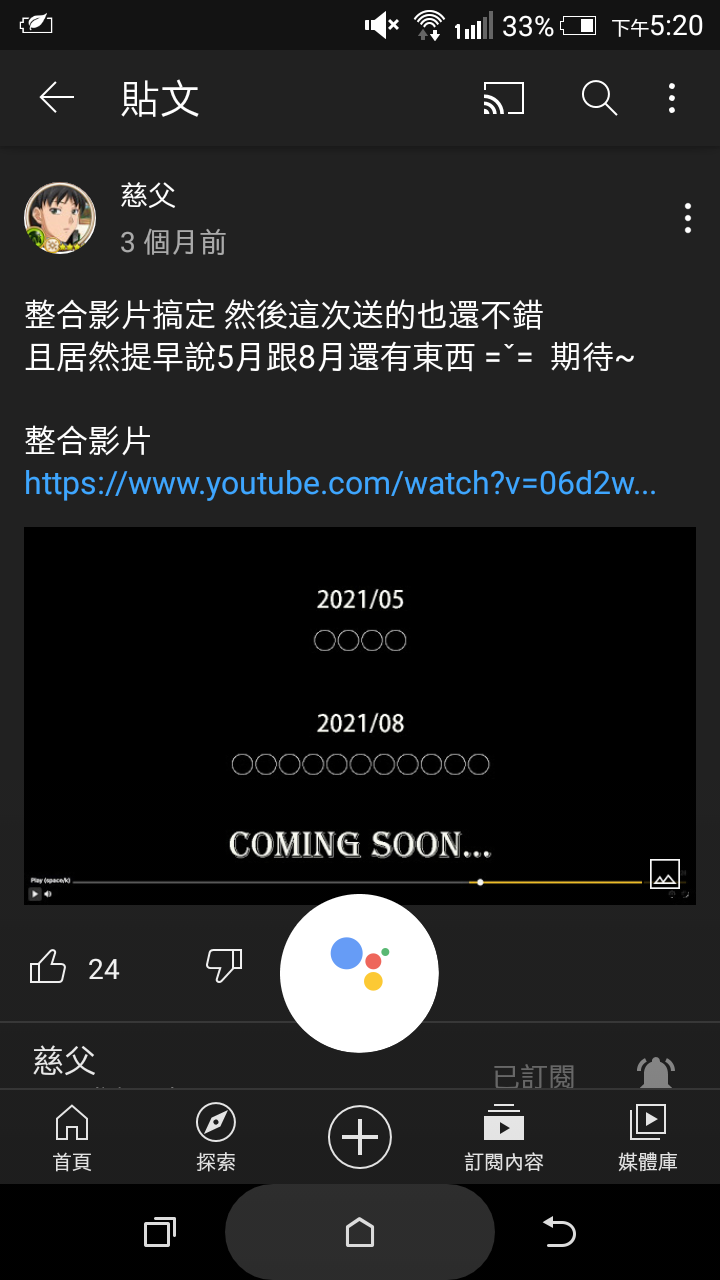 33% 下午5:20
貼文
慈父
3 個月前
整合影片搞定 然後這次送的也還不錯
且居然提早說5月跟8月還有東西 =ˇ= 期待~
整合影片
https://www.youtube.com/watch?v=06d2w...
2021/05
〇〇〇〇
2021/08
〇〇〇〇〇〇〇〇〇〇〇
COMING SOON...
Play (space/k)
24
慈父
已訂閱
首頁
探索
訂閱內容
媒體庫